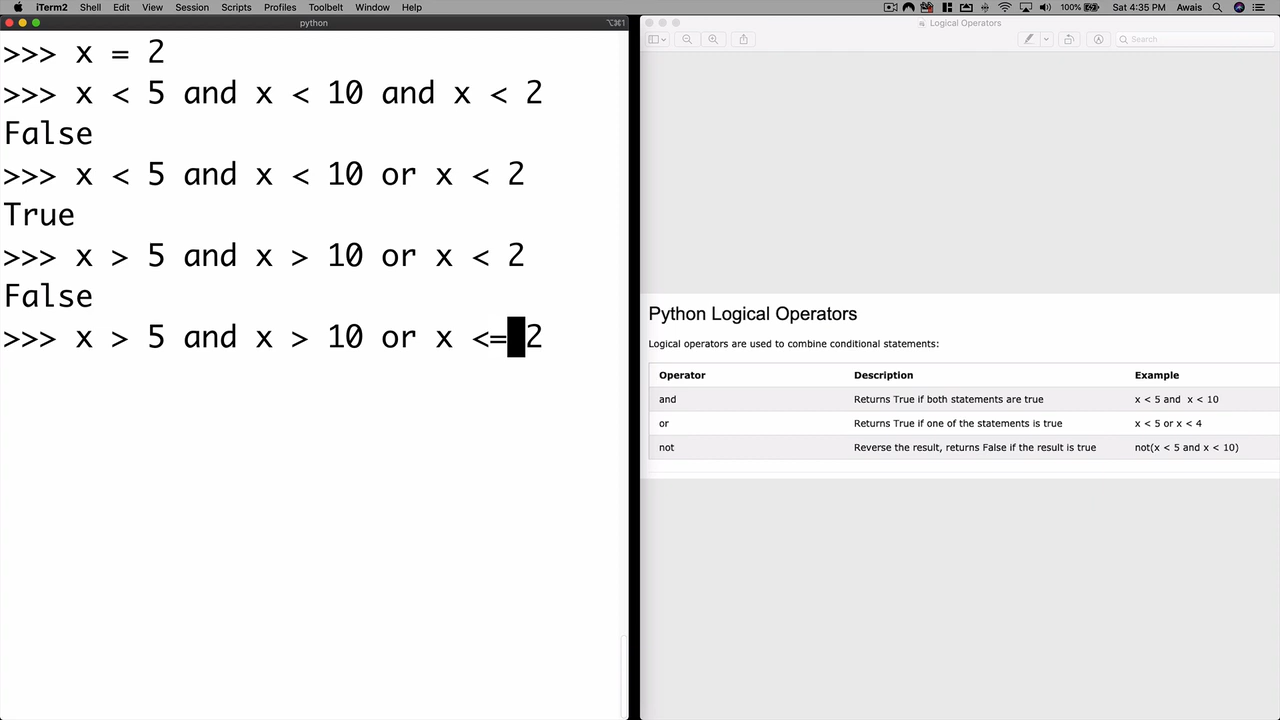 iTerm2 Shell Edit View Session Scripts Profiles Toolbelt Window Help 100% Sat 4:35 PM Awais
python ⌥⌘1
>>> x = 2
>>> x < 5 and x < 10 and x < 2
False
>>> x < 5 and x < 10 or x < 2
True
>>> x > 5 and x > 10 or x < 2
False
>>> x > 5 and x > 10 or x <= 2
Logical Operators
Search
Python Logical Operators
Logical operators are used to combine conditional statements:
Operator Description Example
and Returns True if both statements are true x < 5 and x < 10
or Returns True if one of the statements is true x < 5 or x < 4
not Reverse the result, returns False if the result is true not(x < 5 and x < 10)